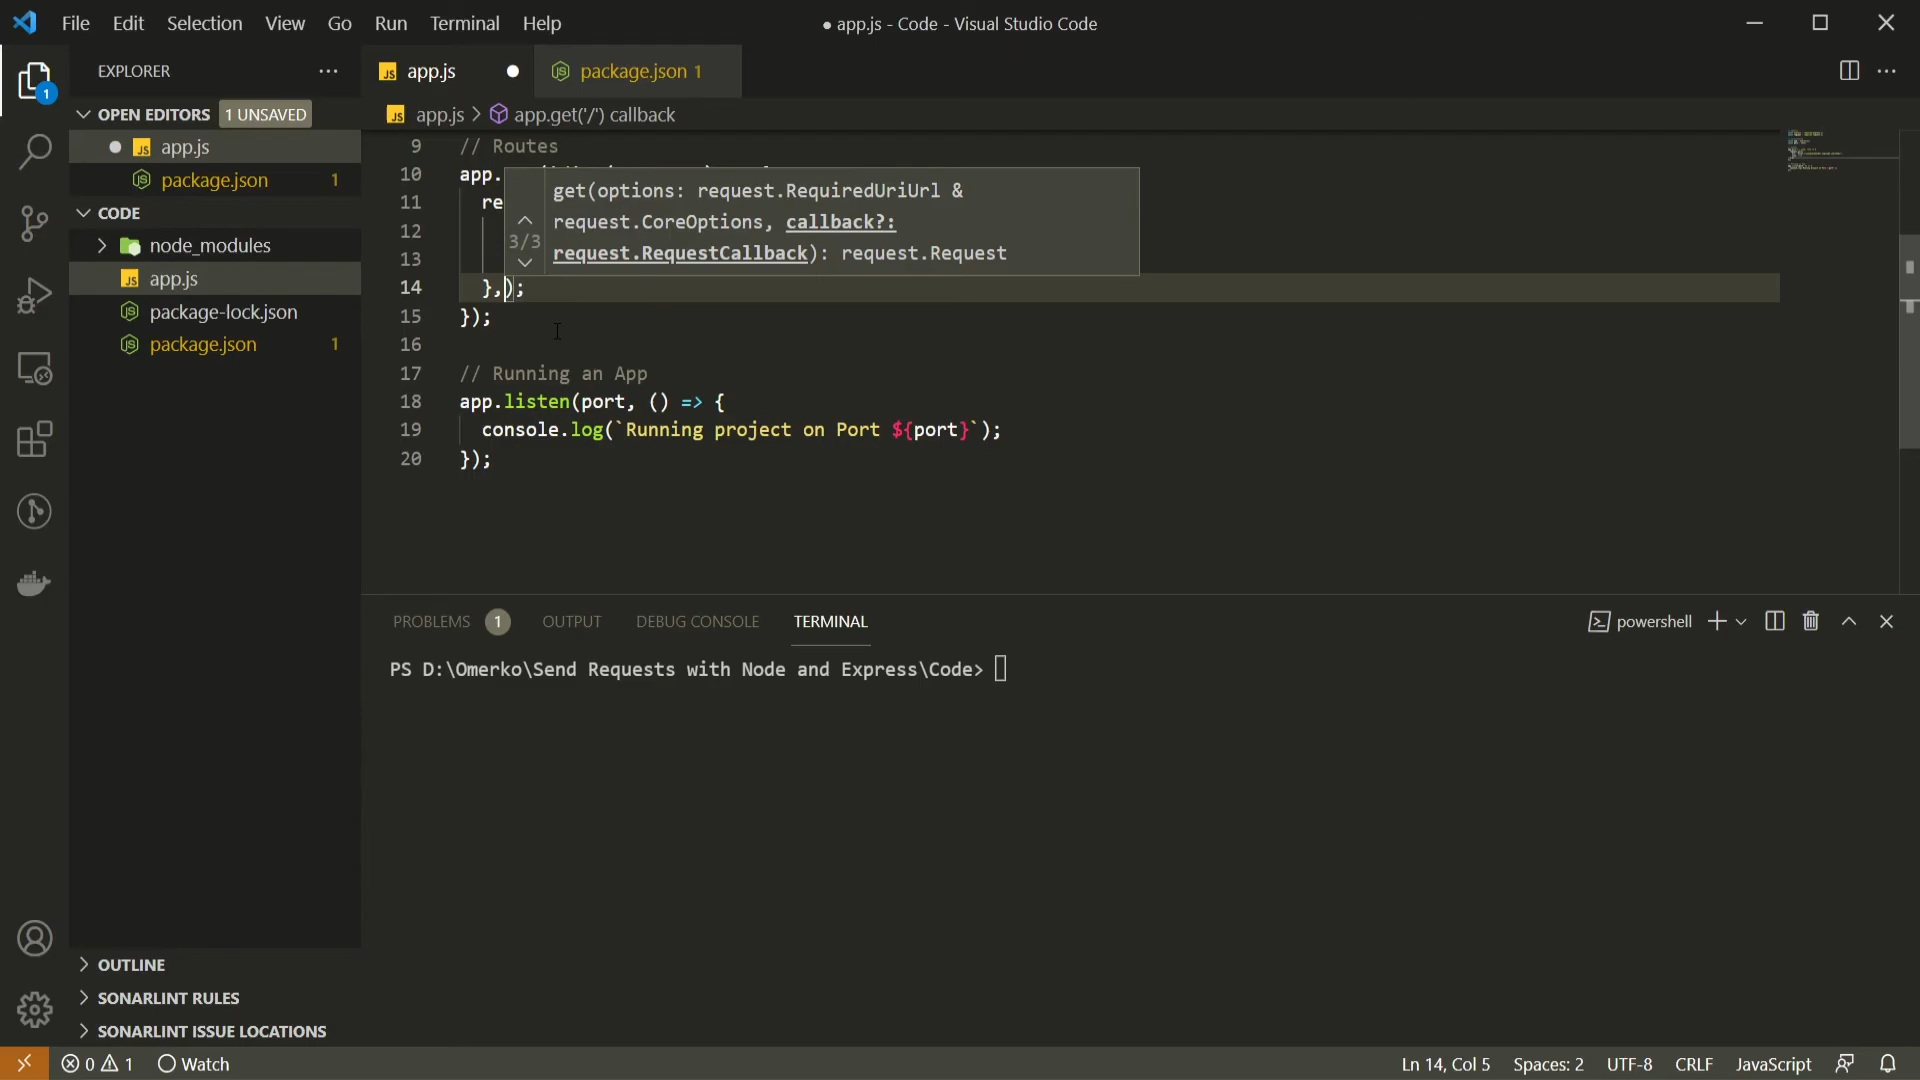 File Edit Selection View Go Run Terminal Help
● app.js - Code - Visual Studio Code
EXPLORER
app.js
package.json 1
OPEN EDITORS 1 UNSAVED
app.js
package.json 1
CODE
node_modules
app.js
package-lock.json
package.json 1
OUTLINE
SONARLINT RULES
SONARLINT ISSUE LOCATIONS
app.js > app.get('/') callback
9 // Routes
10 app.
11 re
12
13
14 },);
15 });
16
17 // Running an App
18 app.listen(port, () => {
19 console.log(`Running project on Port ${port}`);
20 });
3/3
get(options: request.RequiredUriUrl &
request.CoreOptions, callback?:
request.RequestCallback): request.Request
PROBLEMS 1 OUTPUT DEBUG CONSOLE TERMINAL
powershell
PS D:\Omerko\Send Requests with Node and Express\Code>
1
0 1 Watch
Ln 14, Col 5 Spaces: 2 UTF-8 CRLF JavaScript